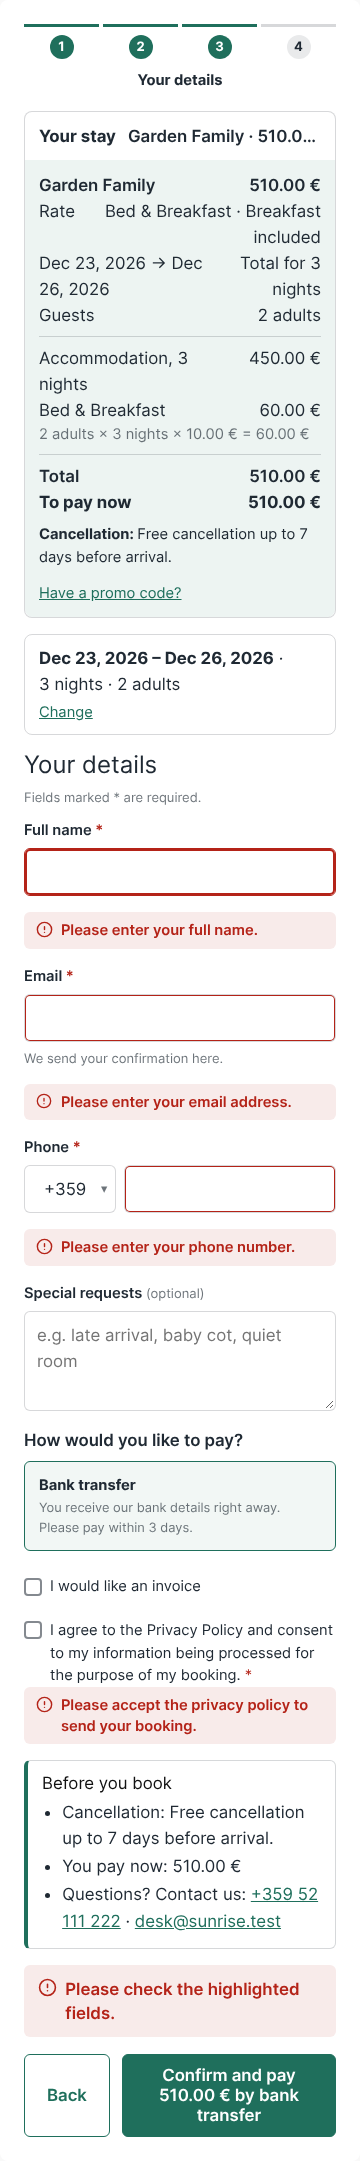 1 2 3 4
Your details
Your stay Garden Family · 510.0...
Garden Family 510.00 €
Rate Bed & Breakfast · Breakfast
included
Dec 23, 2026 → Dec Total for 3
26, 2026 nights
Guests 2 adults
Accommodation, 3 450.00 €
nights
Bed & Breakfast 60.00 €
2 adults × 3 nights × 10.00 € = 60.00 €
Total 510.00 €
To pay now 510.00 €
Cancellation: Free cancellation up to 7
days before arrival.
Have a promo code?
Dec 23, 2026 – Dec 26, 2026 ·
3 nights · 2 adults
Change
Your details
Fields marked * are required.
Full name *
Please enter your full name.
Email *
We send your confirmation here.
Please enter your email address.
Phone *
+359
Please enter your phone number.
Special requests (optional)
e.g. late arrival, baby cot, quiet
room
How would you like to pay?
Bank transfer
You receive our bank details right away.
Please pay within 3 days.
I would like an invoice
I agree to the Privacy Policy and consent
to my information being processed for
the purpose of my booking. *
Please accept the privacy policy to
send your booking.
Before you book
• Cancellation: Free cancellation
up to 7 days before arrival.
• You pay now: 510.00 €
• Questions? Contact us: +359 52
111 222 · desk@sunrise.test
Please check the highlighted
fields.
Back
Confirm and pay
510.00 € by bank
transfer